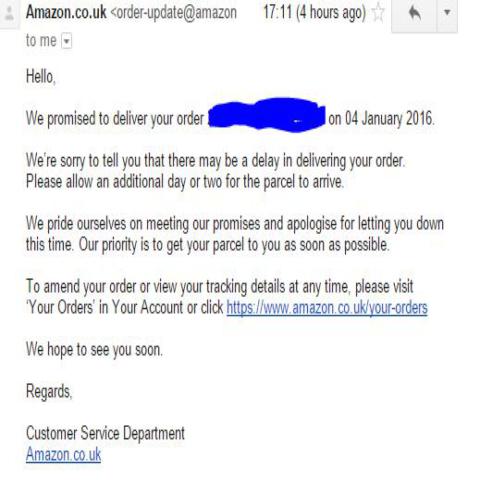 Amazon.co.uk <order-update@amazon 17:11 (4 hours ago)
to me
Hello,
We promised to deliver your order on 04 January 2016.
We're sorry to tell you that there may be a delay in delivering your order.
Please allow an additional day or two for the parcel to arrive.
We pride ourselves on meeting our promises and apologise for letting you down
this time. Our priority is to get your parcel to you as soon as possible.
To amend your order or view your tracking details at any time, please visit
'Your Orders' in Your Account or click https://www.amazon.co.uk/your-orders
We hope to see you soon.
Regards,
Customer Service Department
Amazon.co.uk